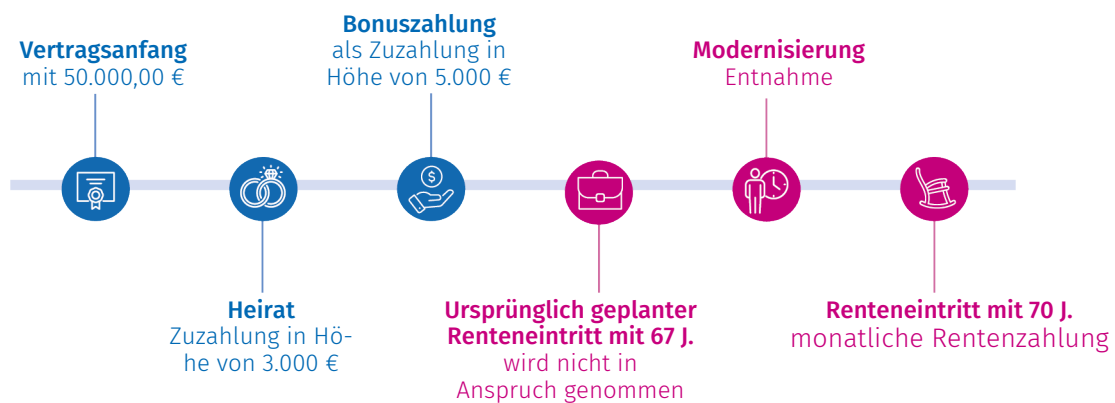 Vertragsanfang
mit 50.000,00 €
Heirat
Zuzahlung in Hö-
he von 3.000 €
Bonuszahlung
als Zuzahlung in
Höhe von 5.000 €
$
Ursprünglich geplanter
Renteneintritt mit 67 J.
wird nicht in
Anspruch genommen
Modernisierung
Entnahme
Renteneintritt mit 70 J.
monatliche Rentenzahlung